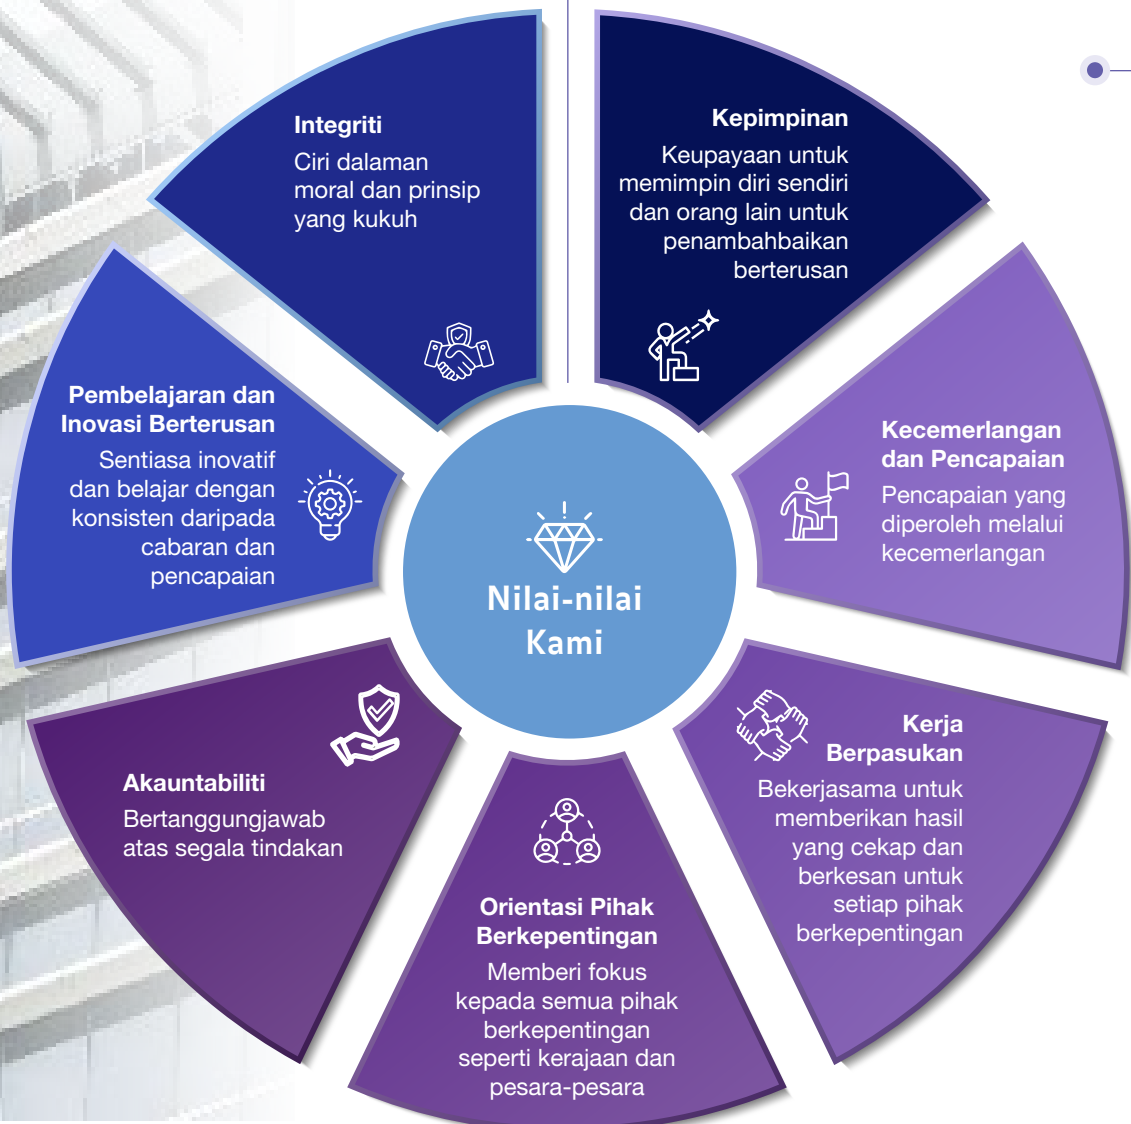 Integriti
Ciri dalaman
moral dan prinsip
yang kukuh
Kepimpinan
Keupayaan untuk
memimpin diri sendiri
dan orang lain untuk
penambahbaikan
berterusan
Kecemerlangan
dan Pencapaian
Pencapaian yang
diperoleh melalui
kecemerlangan
Kerja
Berpasukan
Bekerjasama untuk
memberikan hasil
yang cekap dan
berkesan untuk
setiap pihak
berkepentingan
Orientasi Pihak
Berkepentingan
Memberi fokus
kepada semua pihak
berkepentingan
seperti kerajaan dan
pesara-pesara
Akauntabiliti
Bertanggungjawab
atas segala tindakan
Pembelajaran dan
Inovasi Berterusan
Sentiasa inovatif
dan belajar dengan
konsisten daripada
cabaran dan
pencapaian
Nilai-nilai
Kami